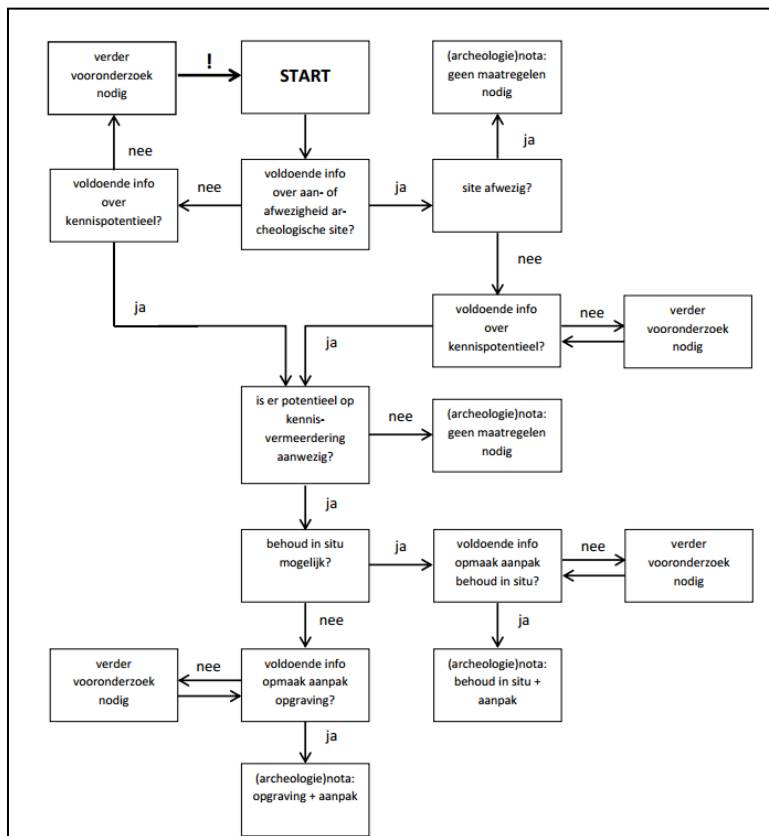 verder
vooronderzoek
nodig
!
START
(archeologie)nota:
geen maatregelen
nodig
nee
ja
voldoende info
over
kennispotentieel?
nee
voldoende info
over aan- of
afwezigheid ar-
cheologische site?
ja
site afwezig?
nee
ja
voldoende info
over
kennispotentieel?
nee
verder
vooronderzoek
nodig
ja
is er potentieel op
kennis-
vermeerdering
aanwezig?
nee
(archeologie)nota:
geen maatregelen
nodig
ja
behoud in situ
mogelijk?
ja
voldoende info
opmaak aanpak
behoud in situ?
nee
verder
vooronderzoek
nodig
nee
ja
verder
vooronderzoek
nodig
nee
voldoende info
opmaak aanpak
opgraving?
(archeologie)nota:
behoud in situ +
aanpak
ja
(archeologie)nota:
opgraving + aanpak